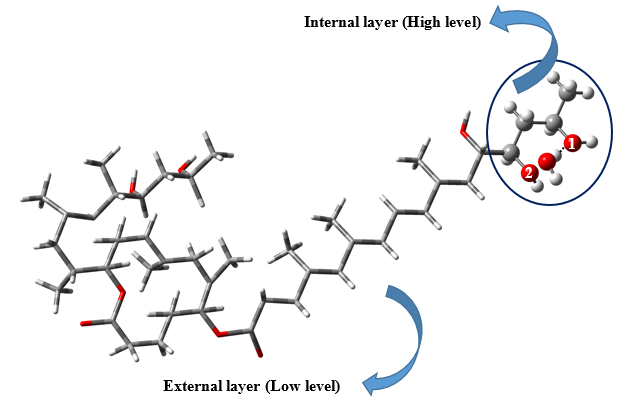 Internal layer (High level)
1
2
External layer (Low level)